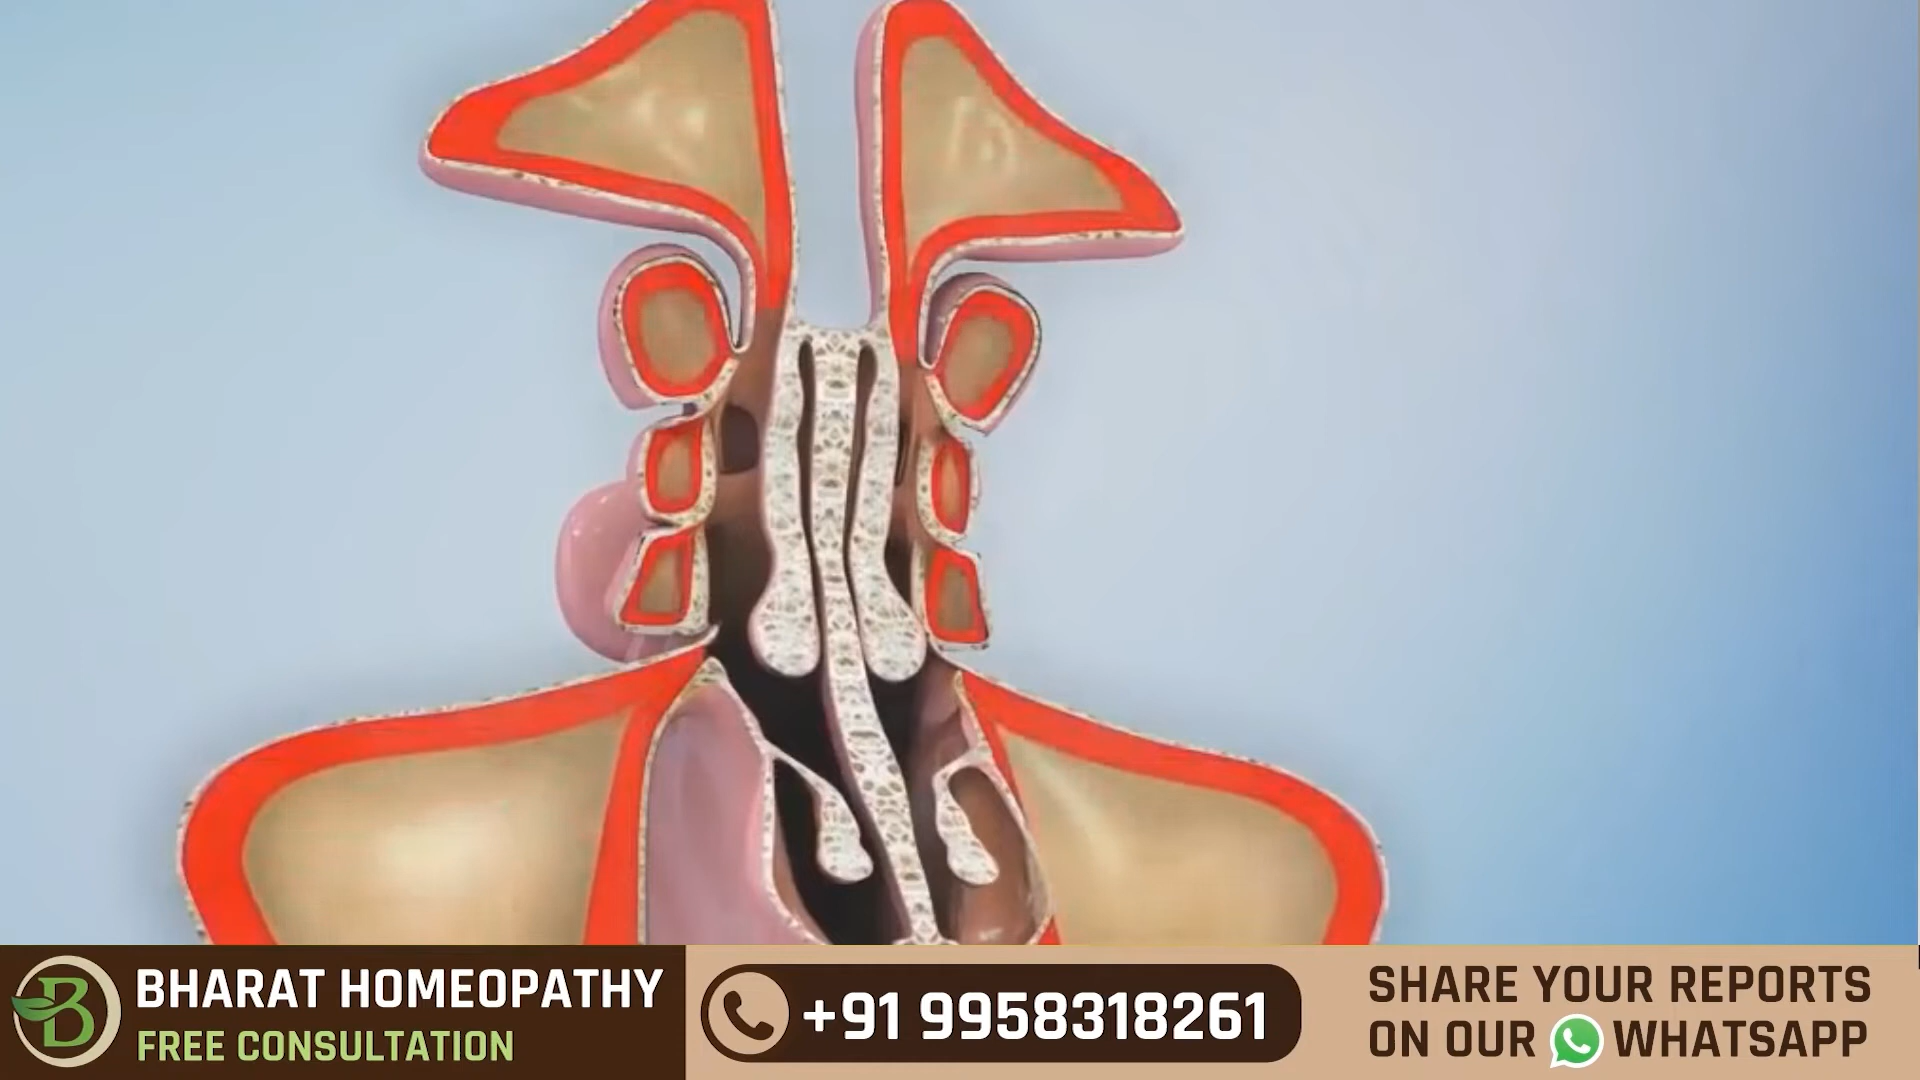 BHARAT HOMEOPATHY
FREE CONSULTATION
+91 9958318261
SHARE YOUR REPORTS
ON OUR WHATSAPP